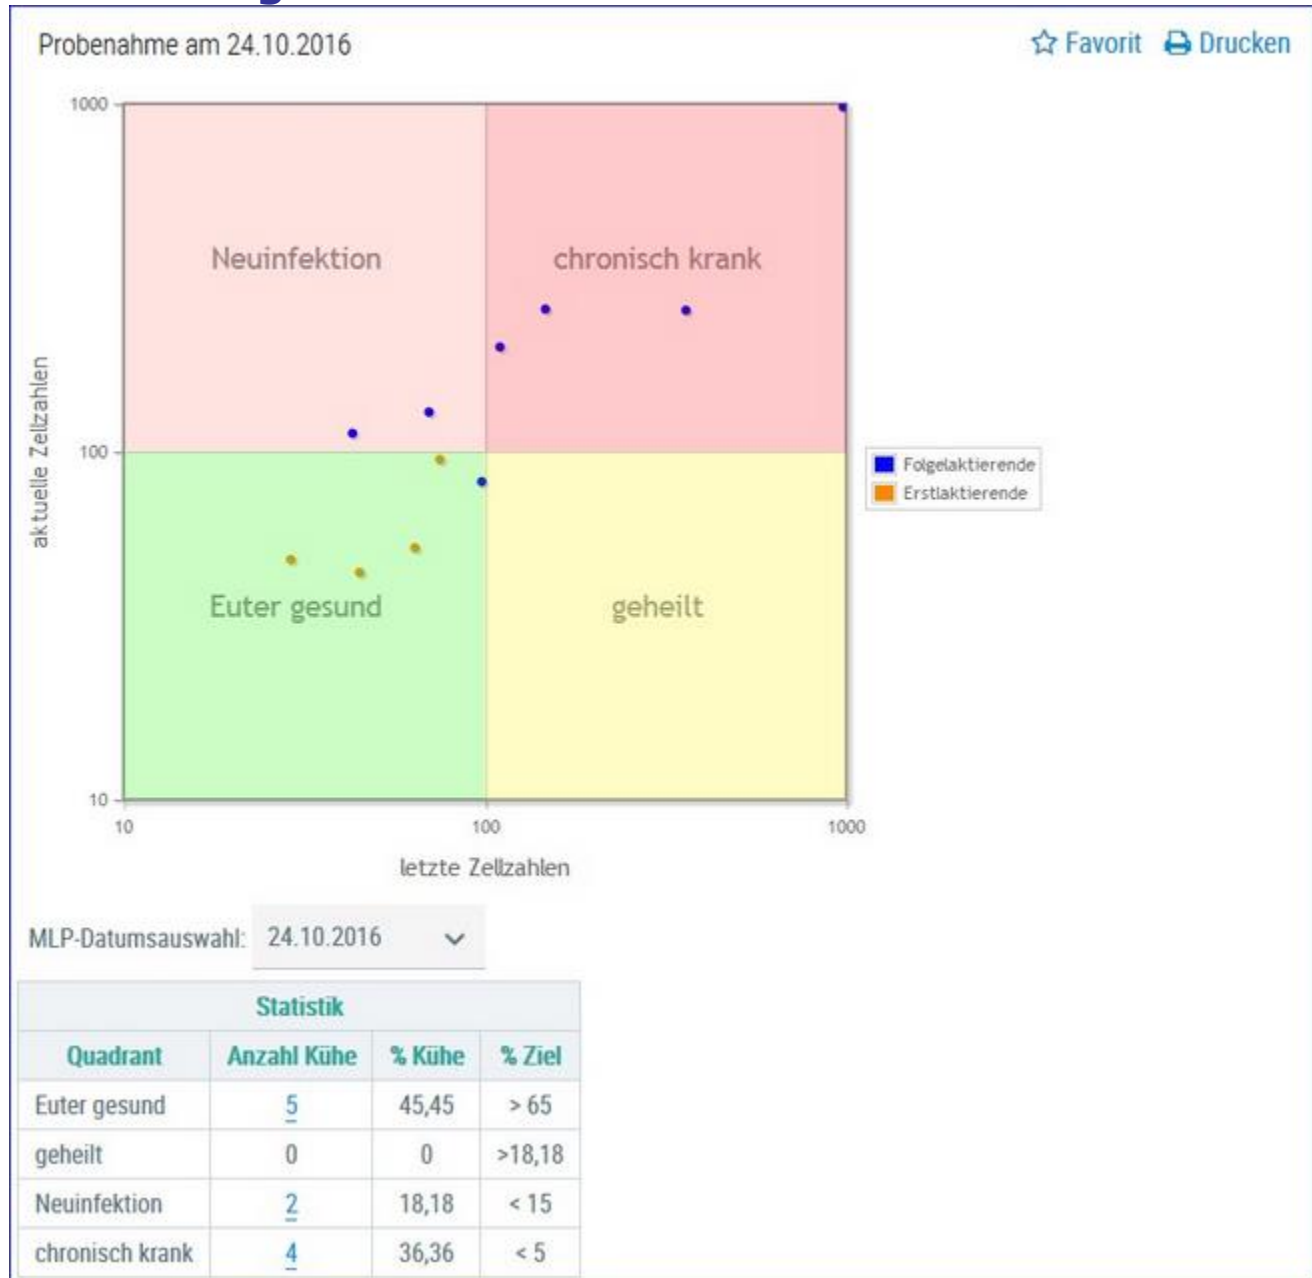 Probenahme am 24.10.2016
Favorit Drucken
1000
Neuinfektion chronisch krank
aktuelle Zellzahlen
100
Folgelaktierende
Erstlaktierende
Euter gesund geheilt
10
10 100 1000
letzte Zellzahlen
MLP-Datumsauswahl: 24.10.2016
Statistik
Quadrant Anzahl Kühe % Kühe % Ziel
Euter gesund 5 45,45 > 65
geheilt 0 0 >18,18
Neuinfektion 2 18,18 < 15
chronisch krank 4 36,36 < 5